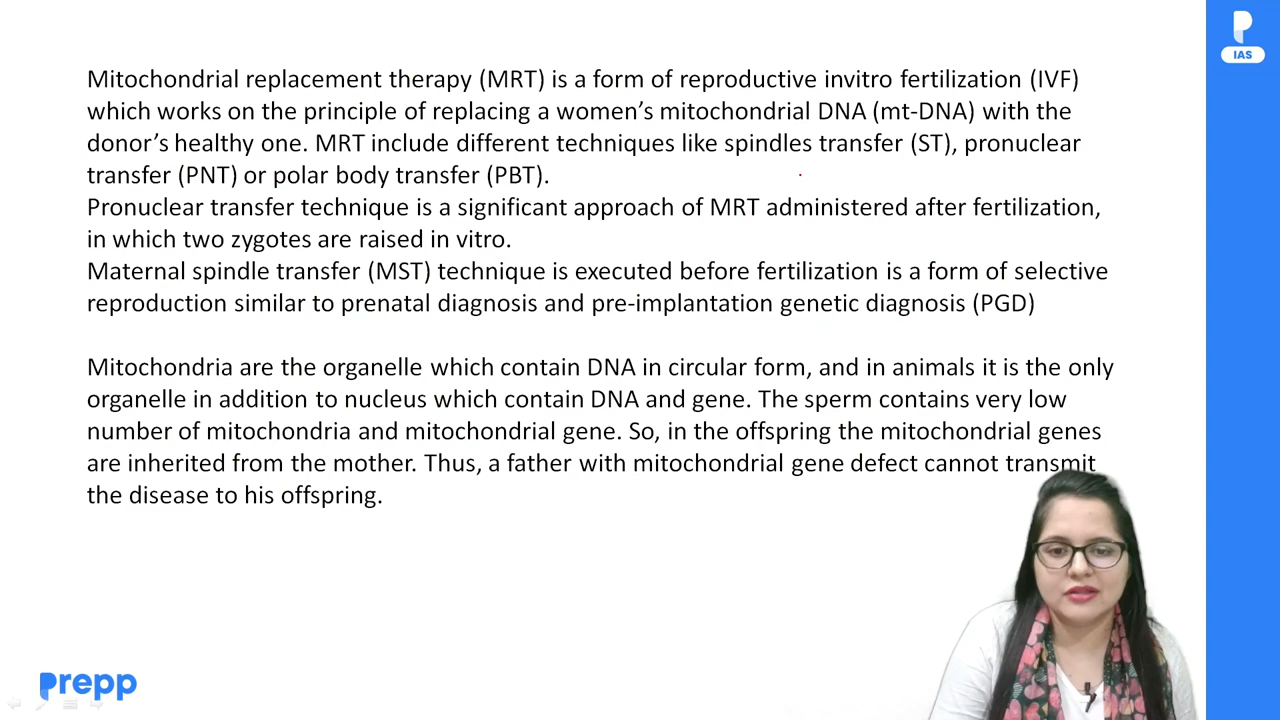 IAS
Mitochondrial replacement therapy (MRT) is a form of reproductive invitro fertilization (IVF)
which works on the principle of replacing a women’s mitochondrial DNA (mt-DNA) with the
donor’s healthy one. MRT include different techniques like spindles transfer (ST), pronuclear
transfer (PNT) or polar body transfer (PBT).
Pronuclear transfer technique is a significant approach of MRT administered after fertilization,
in which two zygotes are raised in vitro.
Maternal spindle transfer (MST) technique is executed before fertilization is a form of selective
reproduction similar to prenatal diagnosis and pre-implantation genetic diagnosis (PGD)
Mitochondria are the organelle which contain DNA in circular form, and in animals it is the only
organelle in addition to nucleus which contain DNA and gene. The sperm contains very low
number of mitochondria and mitochondrial gene. So, in the offspring the mitochondrial genes
are inherited from the mother. Thus, a father with mitochondrial gene defect cannot transmit
the disease to his offspring.
prepp